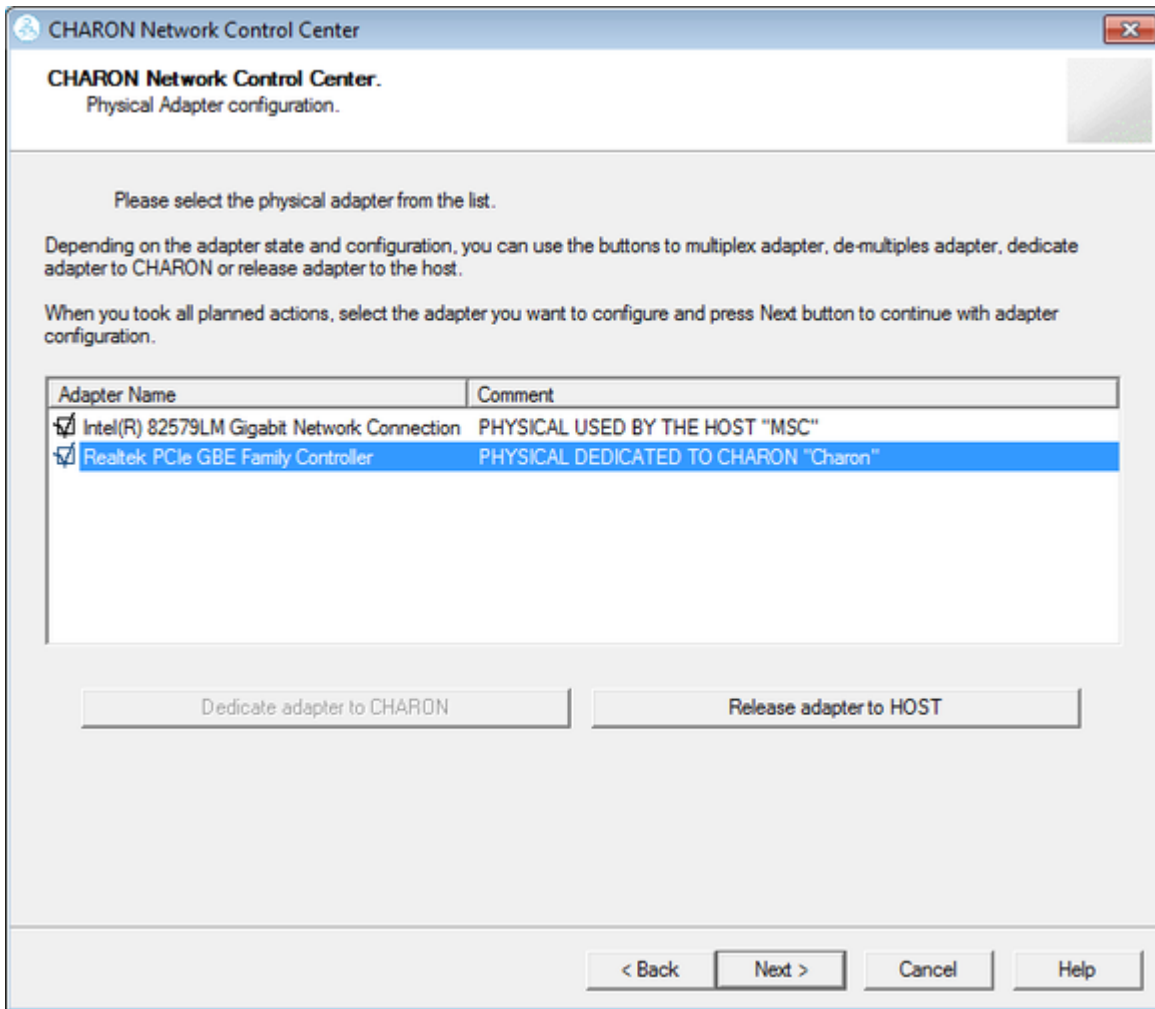 CHARON Network Control Center
CHARON Network Control Center.
Physical Adapter configuration.
Please select the physical adapter from the list.
Depending on the adapter state and configuration, you can use the buttons to multiplex adapter, de-multiples adapter, dedicate
adapter to CHARON or release adapter to the host.
When you took all planned actions, select the adapter you want to configure and press Next button to continue with adapter
configuration.
Adapter Name Comment
Intel(R) 82579LM Gigabit Network Connection PHYSICAL USED BY THE HOST "MSC"
Realtek PCIe GBE Family Controller PHYSICAL DEDICATED TO CHARON "Charon"
Dedicate adapter to CHARON Release adapter to HOST
< Back Next > Cancel Help